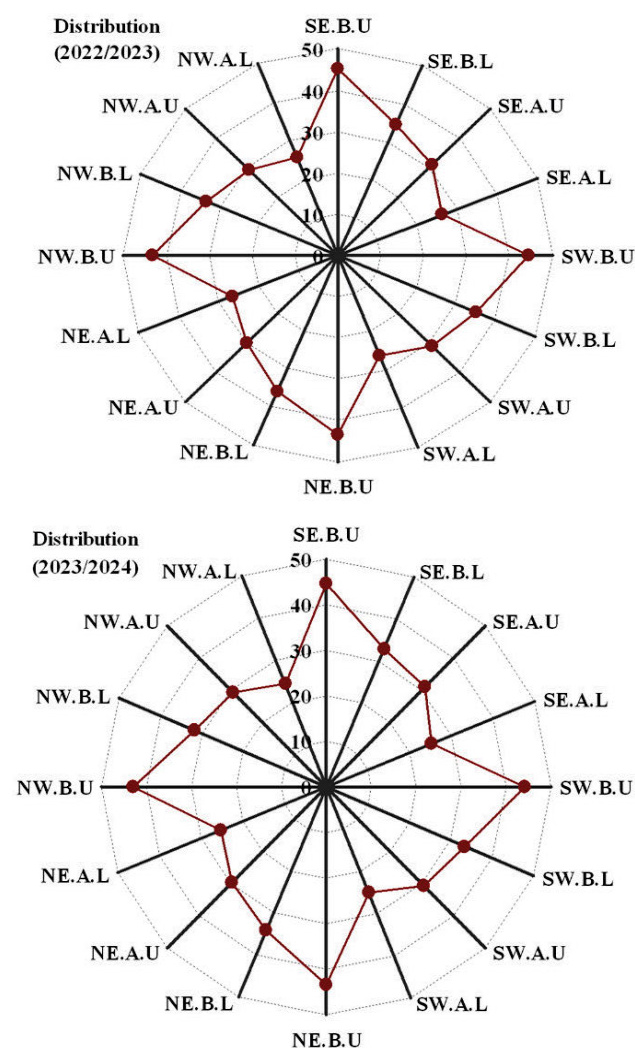 Distribution
(2022/2023)
SE.B.U
SE.B.L
SE.A.U
SE.A.L
SW.B.U
SW.B.L
SW.A.U
SW.A.L
NE.B.U
NE.B.L
NE.A.U
NE.A.L
NW.B.U
NW.B.L
NW.A.U
NW.A.L
50
40
30
20
10
0
Distribution
(2023/2024)
SE.B.U
SE.B.L
SE.A.U
SE.A.L
SW.B.U
SW.B.L
SW.A.U
SW.A.L
NE.B.U
NE.B.L
NE.A.U
NE.A.L
NW.B.U
NW.B.L
NW.A.U
NW.A.L
50
40
30
20
10
0